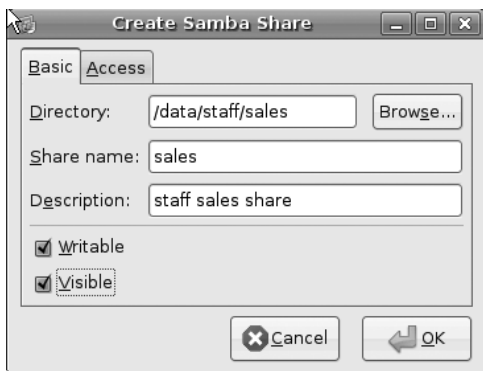 Create Samba Share
Basic Access
Directory: /data/staff/sales Browse...
Share name: sales
Description: staff sales share
Writable
Visible
Cancel OK